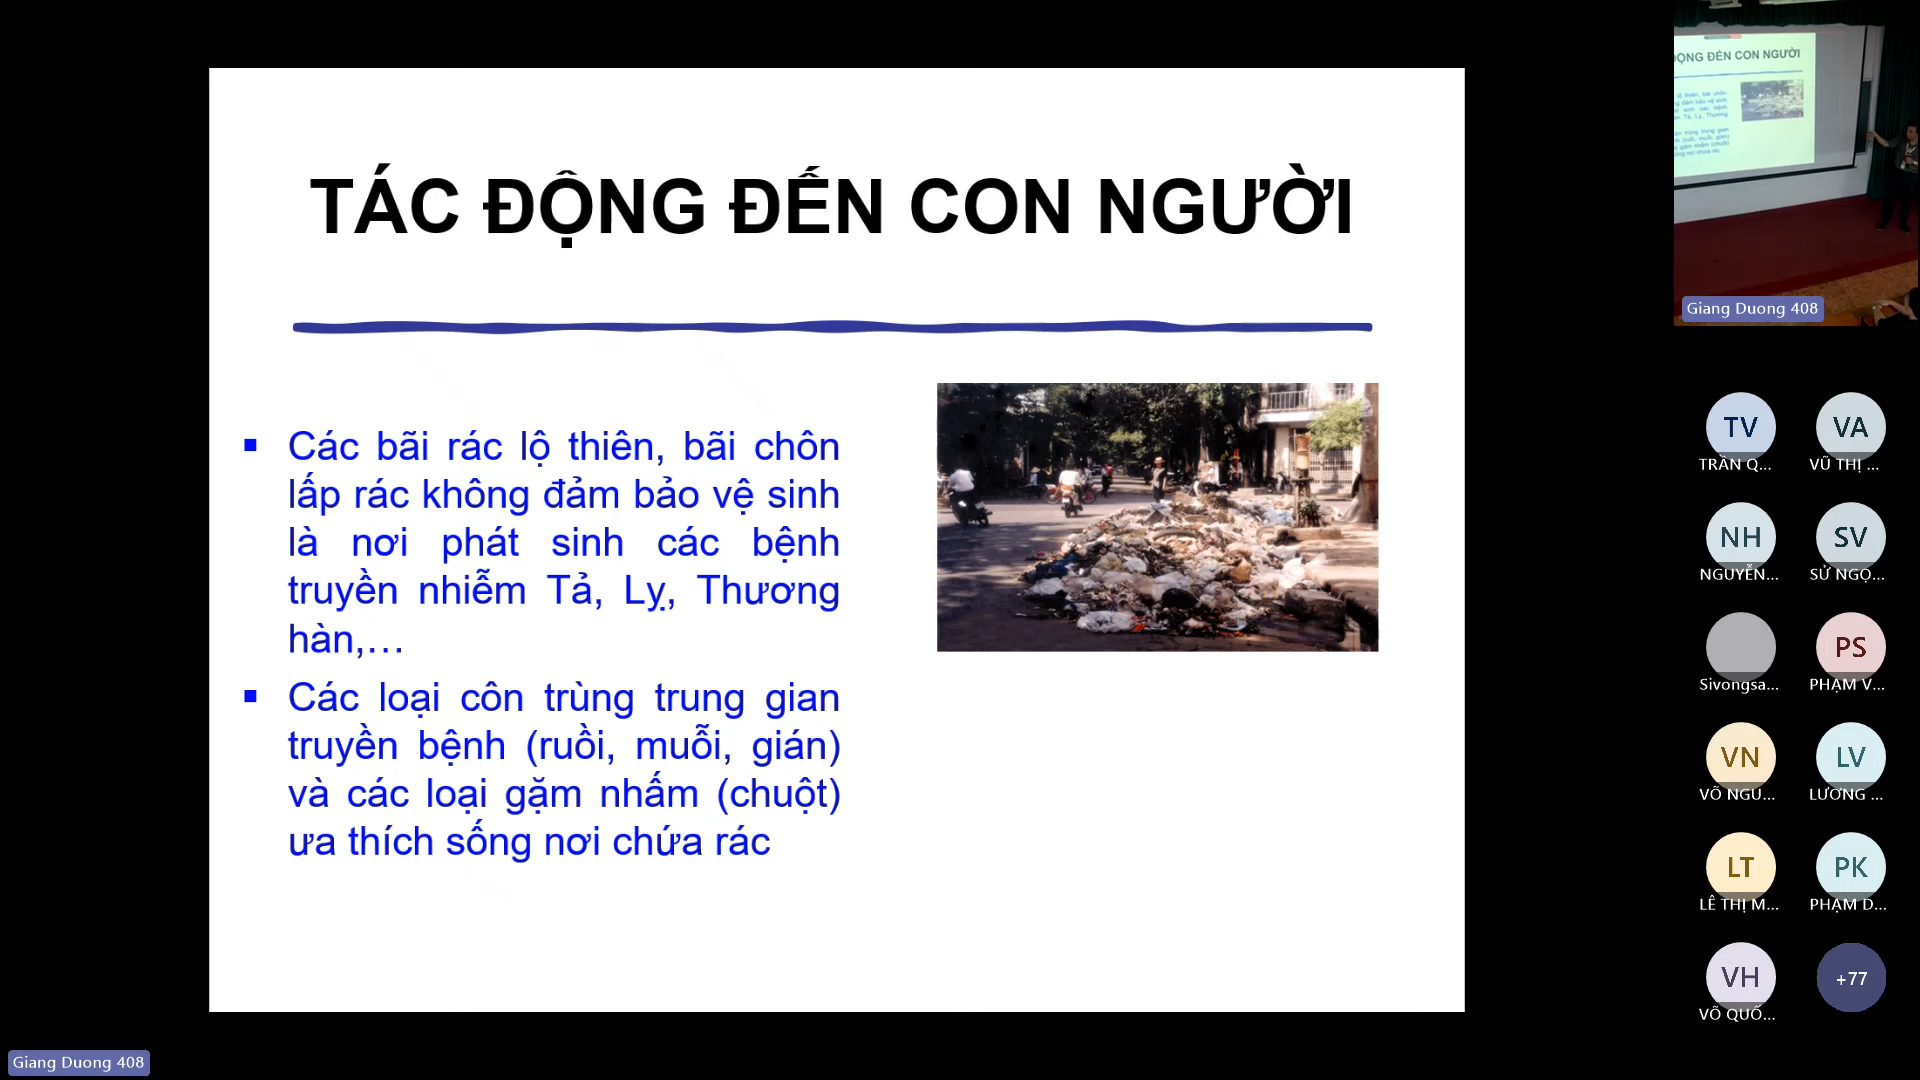 TÁC ĐỘNG ĐẾN CON NGƯỜI
▪ Các bãi rác lộ thiên, bãi chôn
lấp rác không đảm bảo vệ sinh
là nơi phát sinh các bệnh
truyền nhiễm Tả, Lỵ, Thương
hàn,…
▪ Các loại côn trùng trung gian
truyền bệnh (ruồi, muỗi, gián)
và các loại gặm nhấm (chuột)
ưa thích sống nơi chứa rác
Giang Duong 408
ĐỘNG ĐẾN CON NGƯỜI
Giang Duong 408
TV
TRẦN Q...
VA
VŨ THỊ ...
NH
NGUYỄN...
SV
SỬ NGỌ...
Sivongsa...
PS
PHẠM V...
VN
VÕ NGU...
LV
LƯƠNG ...
LT
LÊ THỊ M...
PK
PHẠM D...
VH
VÕ QUỐ...
+77